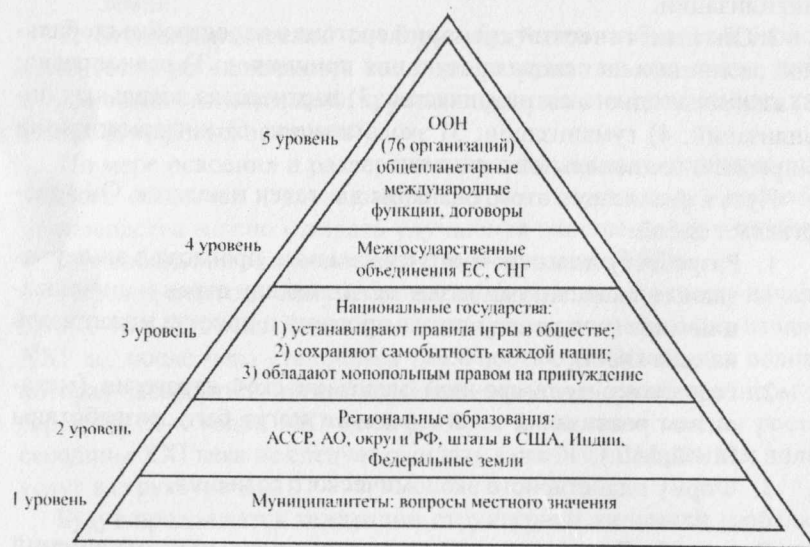 5 уровень
ООН
(76 организаций)
общепланетарные
международные
функции, договоры
4 уровень
Межгосударственные
объединения ЕС, СНГ
3 уровень
Национальные государства:
1) устанавливают правила игры в обществе;
2) сохраняют самобытность каждой нации;
3) обладают монопольным правом на принуждение
2 уровень
Региональные образования:
АССР, АО, округи РФ, штаты в США, Индии,
Федеральные земли
1 уровень
Муниципалитеты: вопросы местного значения